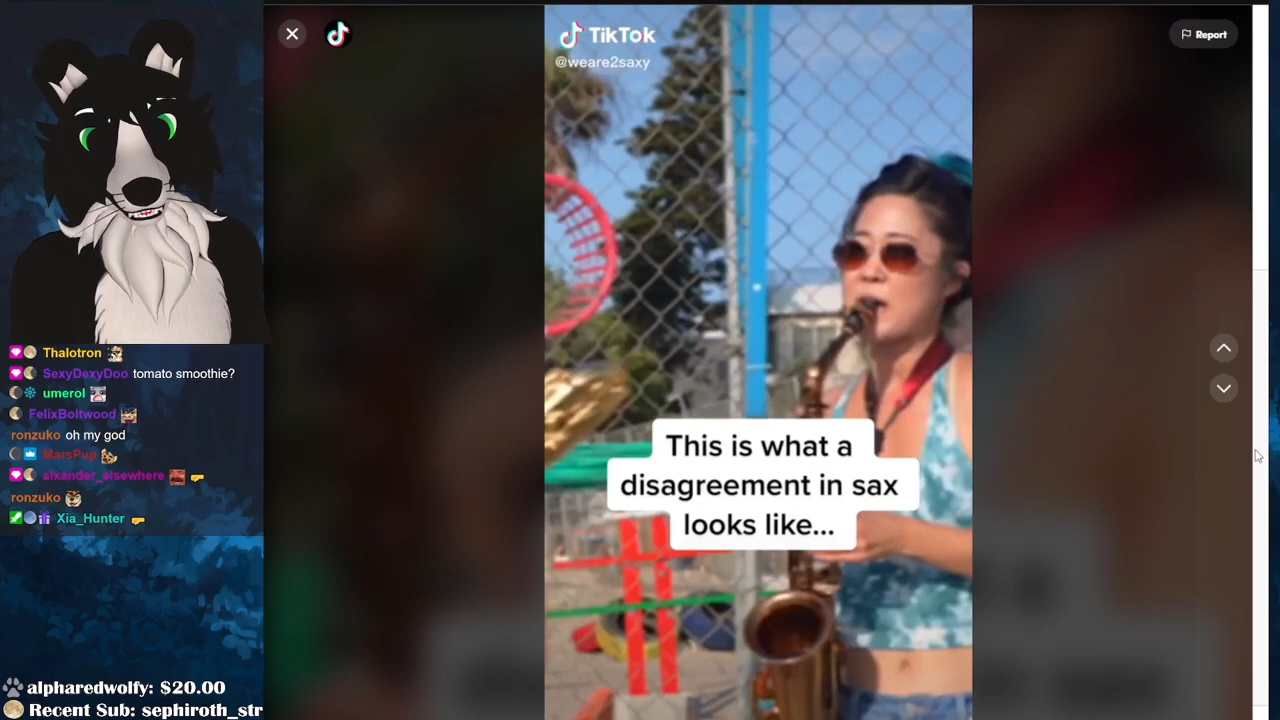 TikTok
@weare2saxy
Report
This is what a
disagreement in sax
looks like...
Thalotron
SexyDexyDoo tomato smoothie?
umerol
FelixBoltwood
ronzuko oh my god
MarsPup
alxander_elsewhere
ronzuko
Xia_Hunter
alpharedwolfy: $20.00
Recent Sub: sephiroth_str